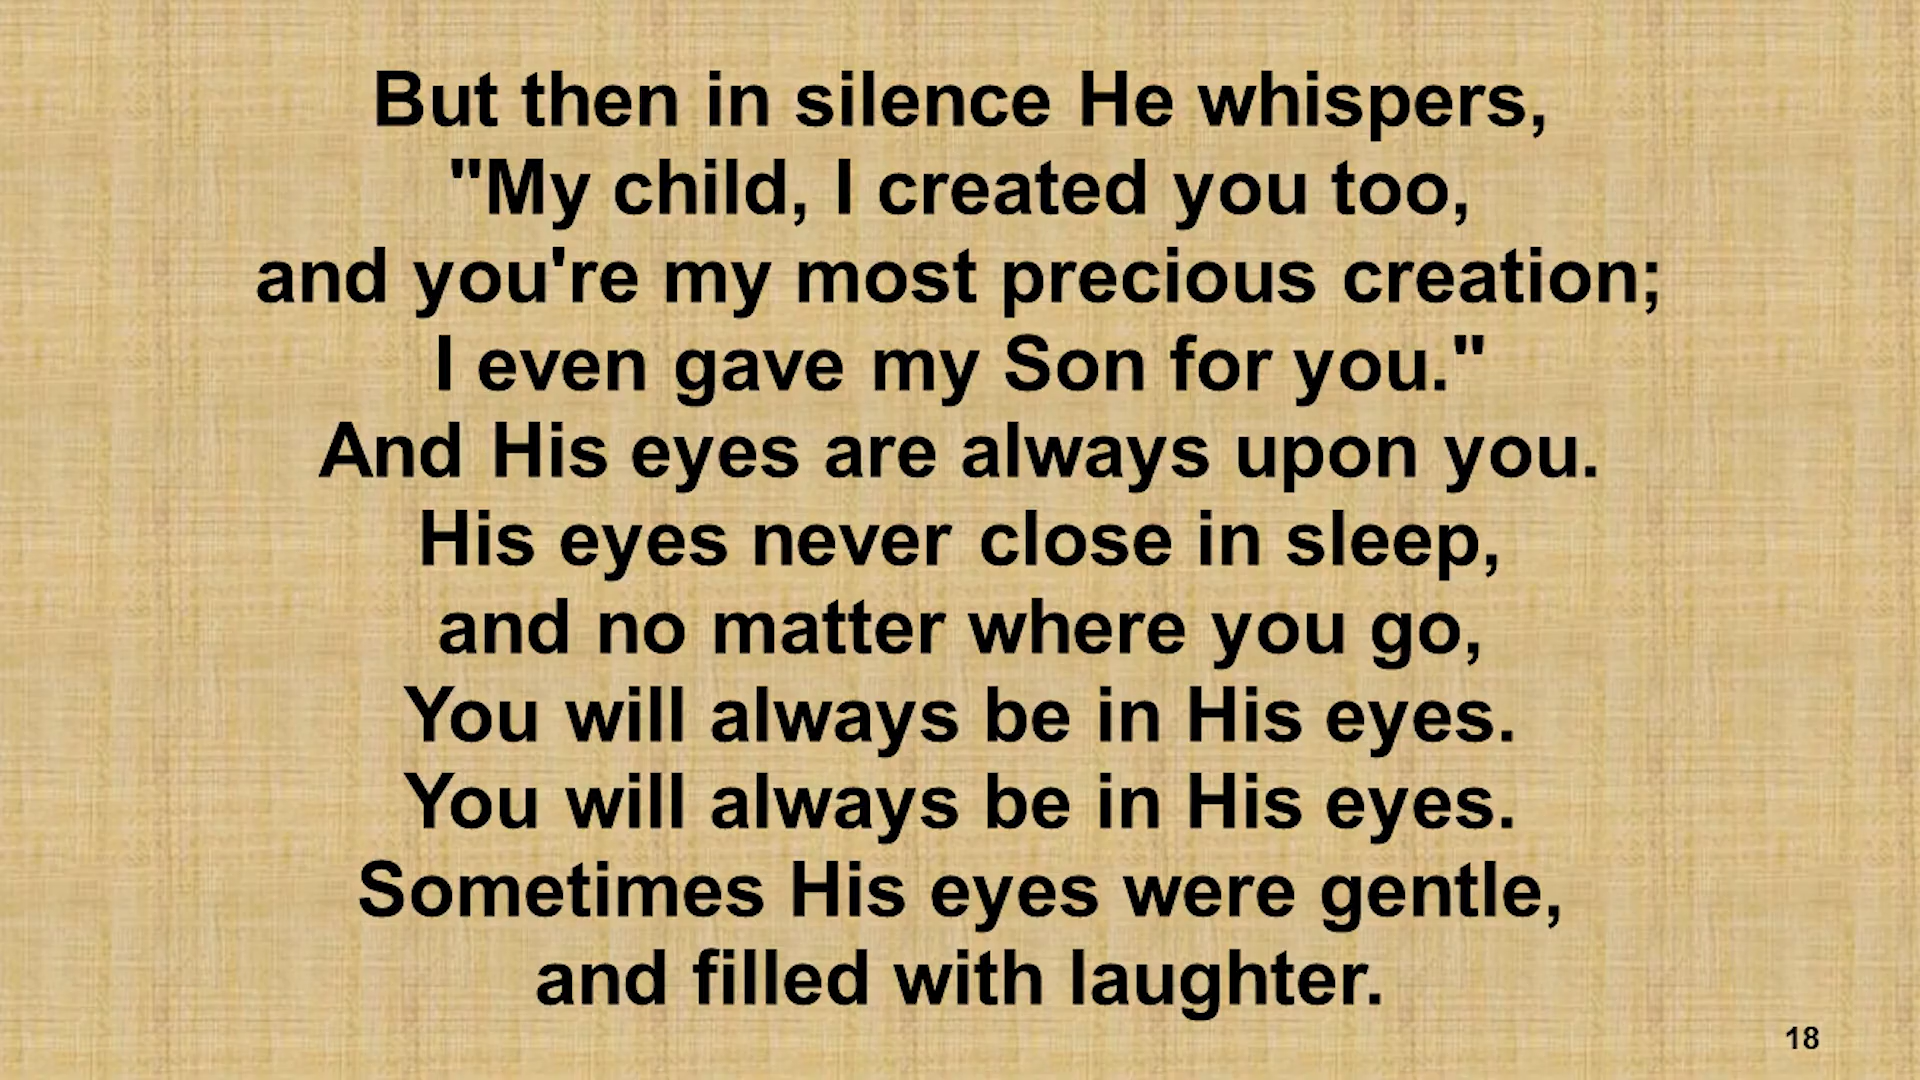 But then in silence He whispers,
"My child, I created you too,
and you're my most precious creation;
I even gave my Son for you."
And His eyes are always upon you.
His eyes never close in sleep,
and no matter where you go,
You will always be in His eyes.
You will always be in His eyes.
Sometimes His eyes were gentle,
and filled with laughter.
18